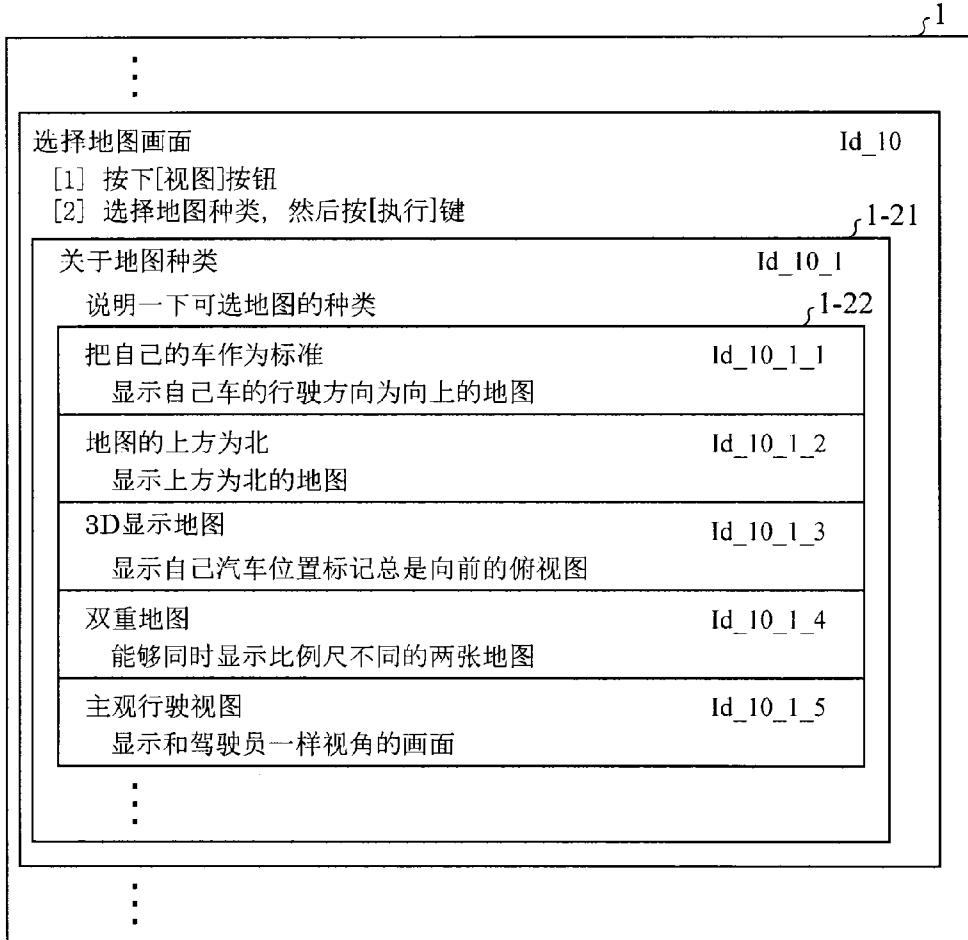 1
选择地图画面 Id_10
[1] 按下[视图]按钮
[2] 选择地图种类, 然后按[执行]键
1-21
关于地图种类 Id_10_1
说明一下可选地图的种类
1-22
把自己的车作为标准 Id_10_1_1
显示自己车的行驶方向为向上的地图
地图的上方为北 Id_10_1_2
显示上方为北的地图
3D显示地图 Id_10_1_3
显示自己汽车位置标记总是向前的俯视图
双重地图 Id_10_1_4
能够同时显示比例尺不同的两张地图
主观行驶视图 Id_10_1_5
显示和驾驶员一样视角的画面